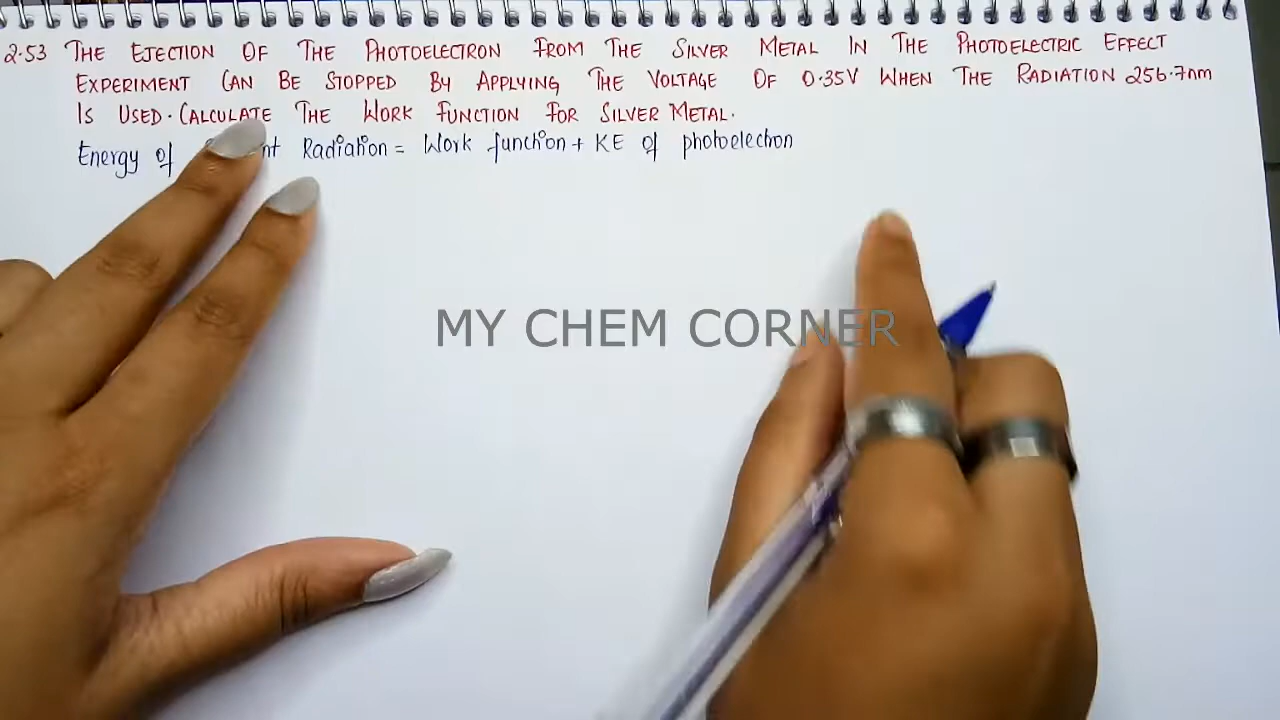 2.53 THE EJECTION OF THE PHOTOELECTRON FROM THE SILVER METAL IN THE PHOTOELECTRIC EFFECT
EXPERIMENT CAN BE STOPPED BY APPLYING THE VOLTAGE OF 0.35V WHEN THE RADIATION 256.7nm
IS USED. CALCULATE THE WORK FUNCTION FOR SILVER METAL.
Energy of Radiation = Work function + KE of photoelectron
MY CHEM CORNER